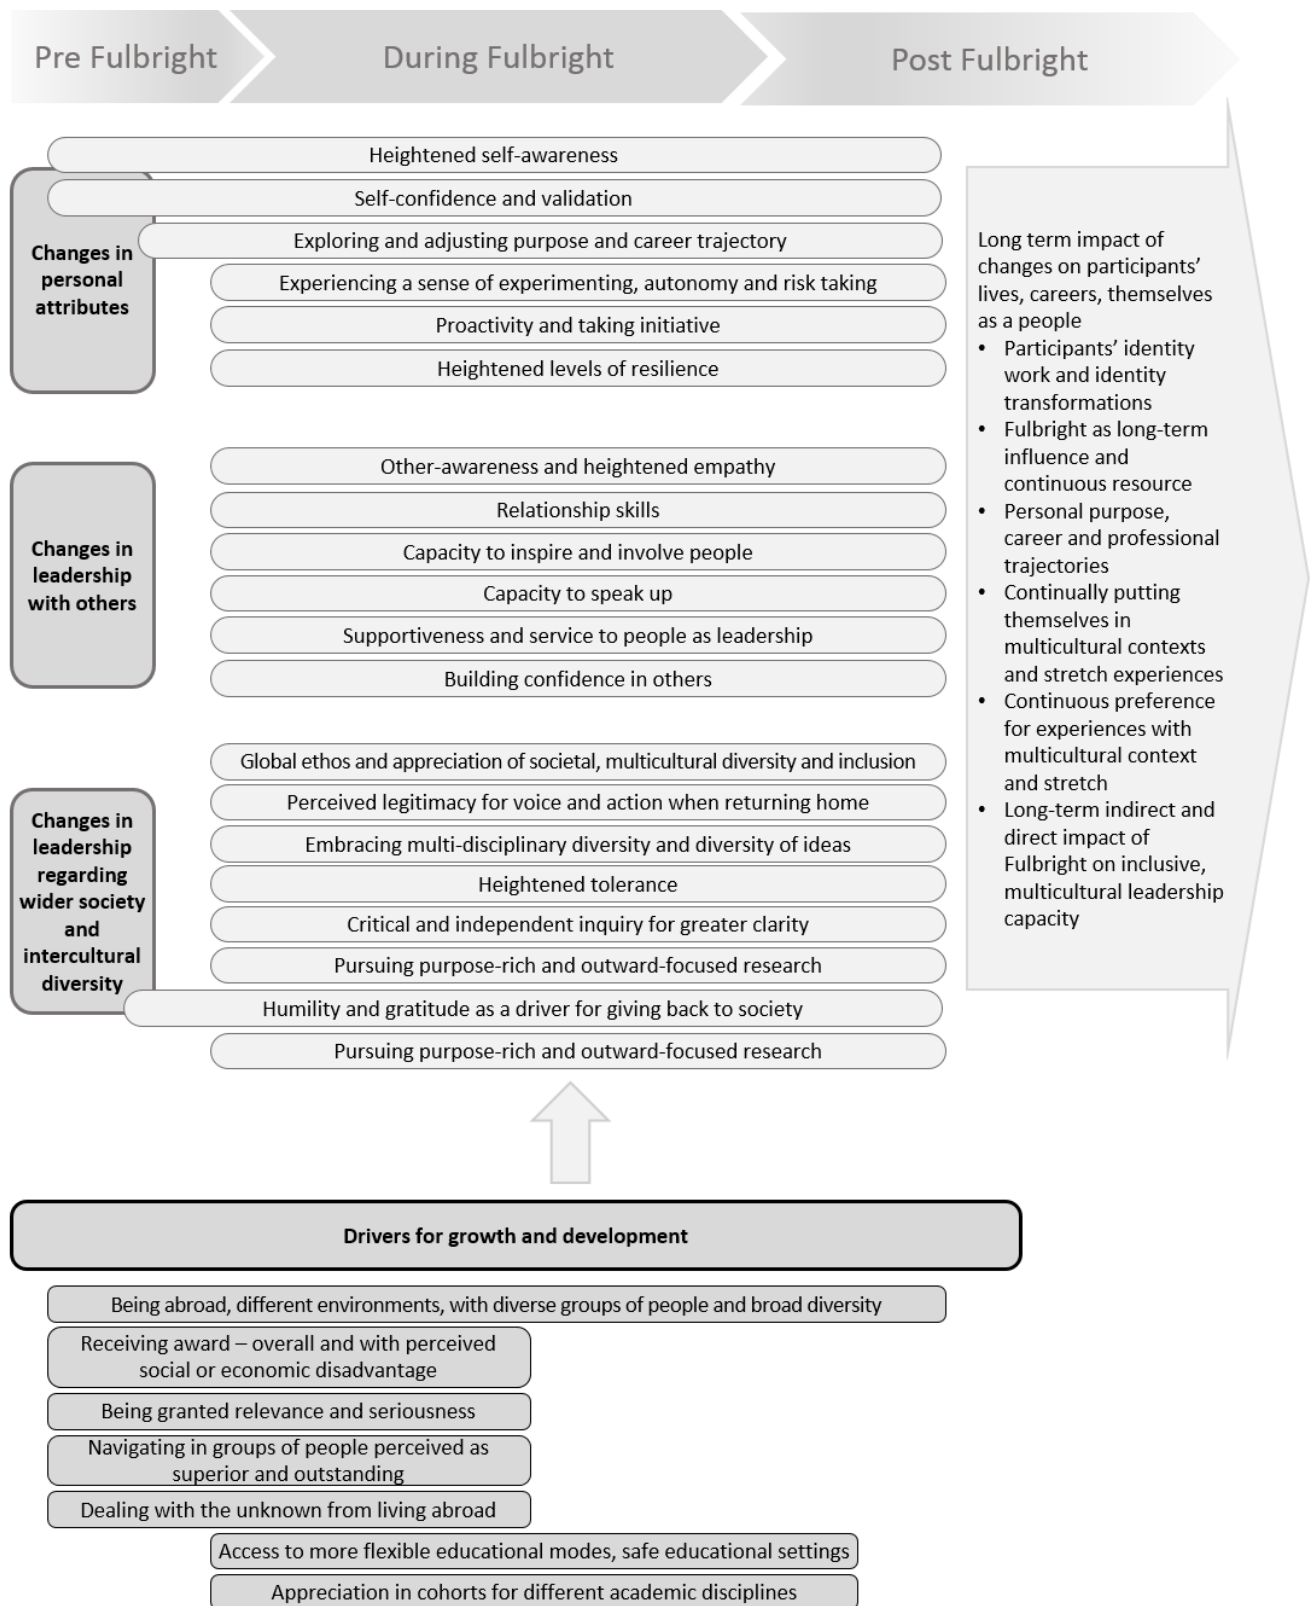 Pre Fulbright
During Fulbright
Post Fulbright
Heightened self-awareness
Self-confidence and validation
Exploring and adjusting purpose and career trajectory
Experiencing a sense of experimenting, autonomy and risk taking
Proactivity and taking initiative
Heightened levels of resilience
Changes in
personal
attributes
Other-awareness and heightened empathy
Relationship skills
Capacity to inspire and involve people
Capacity to speak up
Supportiveness and service to people as leadership
Building confidence in others
Changes in
leadership
with others
Global ethos and appreciation of societal, multicultural diversity and inclusion
Perceived legitimacy for voice and action when returning home
Embracing multi-disciplinary diversity and diversity of ideas
Heightened tolerance
Critical and independent inquiry for greater clarity
Pursuing purpose-rich and outward-focused research
Humility and gratitude as a driver for giving back to society
Pursuing purpose-rich and outward-focused research
Changes in
leadership
regarding
wider society
and
intercultural
diversity
Long term impact of
changes on participants’
lives, careers, themselves
as a people
• Participants’ identity
work and identity
transformations
• Fulbright as long-term
influence and
continuous resource
• Personal purpose,
career and professional
trajectories
• Continually putting
themselves in
multicultural contexts
and stretch experiences
• Continuous preference
for experiences with
multicultural context
and stretch
• Long-term indirect and
direct impact of
Fulbright on inclusive,
multicultural leadership
capacity
Drivers for growth and development
Being abroad, different environments, with diverse groups of people and broad diversity
Receiving award – overall and with perceived
social or economic disadvantage
Being granted relevance and seriousness
Navigating in groups of people perceived as
superior and outstanding
Dealing with the unknown from living abroad
Access to more flexible educational modes, safe educational settings
Appreciation in cohorts for different academic disciplines